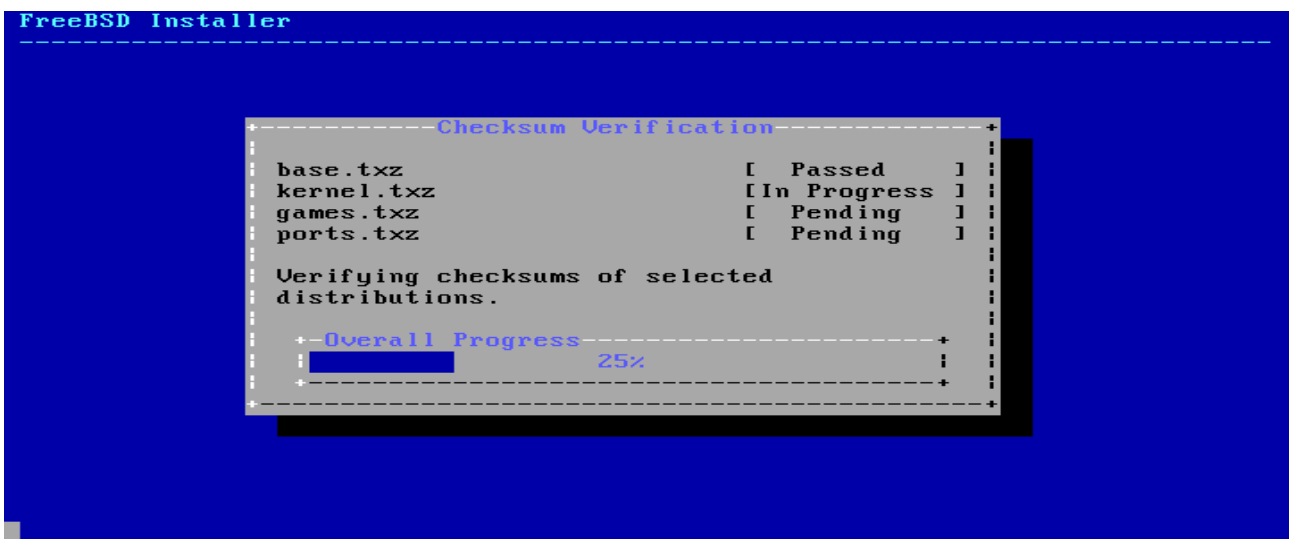 FreeBSD Installer
Checksum Verification
base.txz [ Passed ]
kernel.txz [In Progress ]
games.txz [ Pending ]
ports.txz [ Pending ]
Verifying checksums of selected
distributions.
Overall Progress
25%